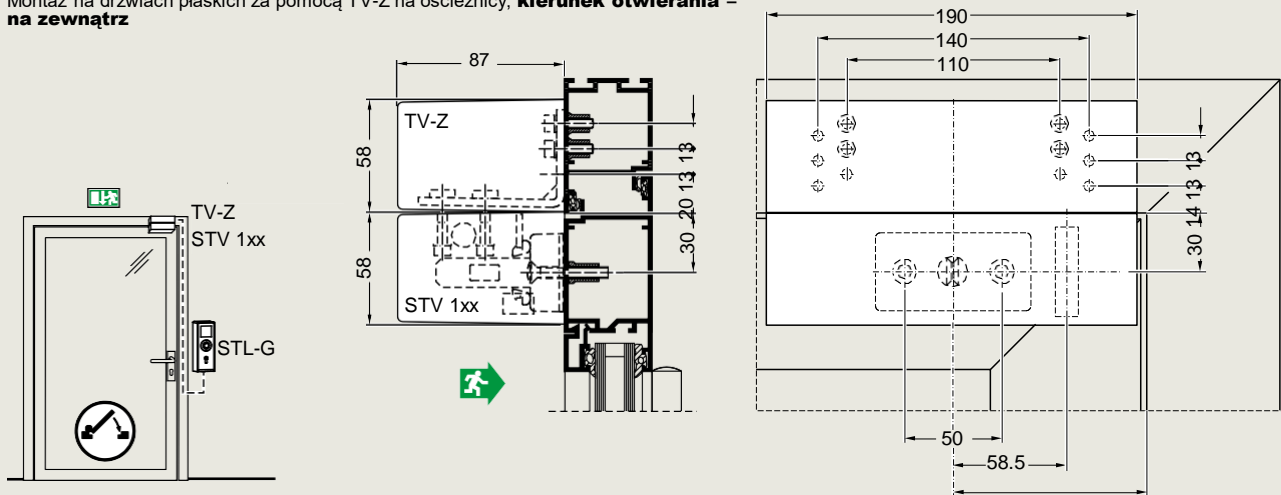 Montaż na drzwiach płaskich za pomocą TV-Z na ościeżnicy, kierunek otwierania –
na zewnątrz
TV-Z
STV 1xx
STL-G
87
58
58
TV-Z
STV 1xx
13
13
20
30
190
140
110
13
13
14
30
50
58.5